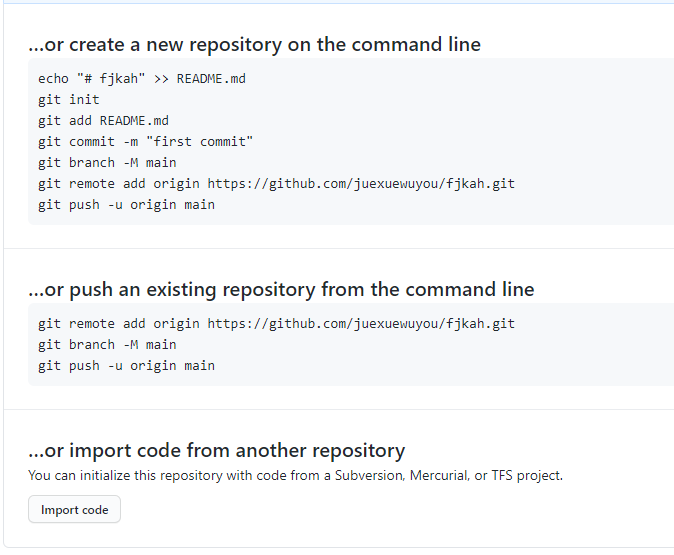 ...or create a new repository on the command line
echo "# fjkah" >> README.md
git init
git add README.md
git commit -m "first commit"
git branch -M main
git remote add origin https://github.com/juexuewuyou/fjkah.git
git push -u origin main
...or push an existing repository from the command line
git remote add origin https://github.com/juexuewuyou/fjkah.git
git branch -M main
git push -u origin main
...or import code from another repository
You can initialize this repository with code from a Subversion, Mercurial, or TFS project.
Import code